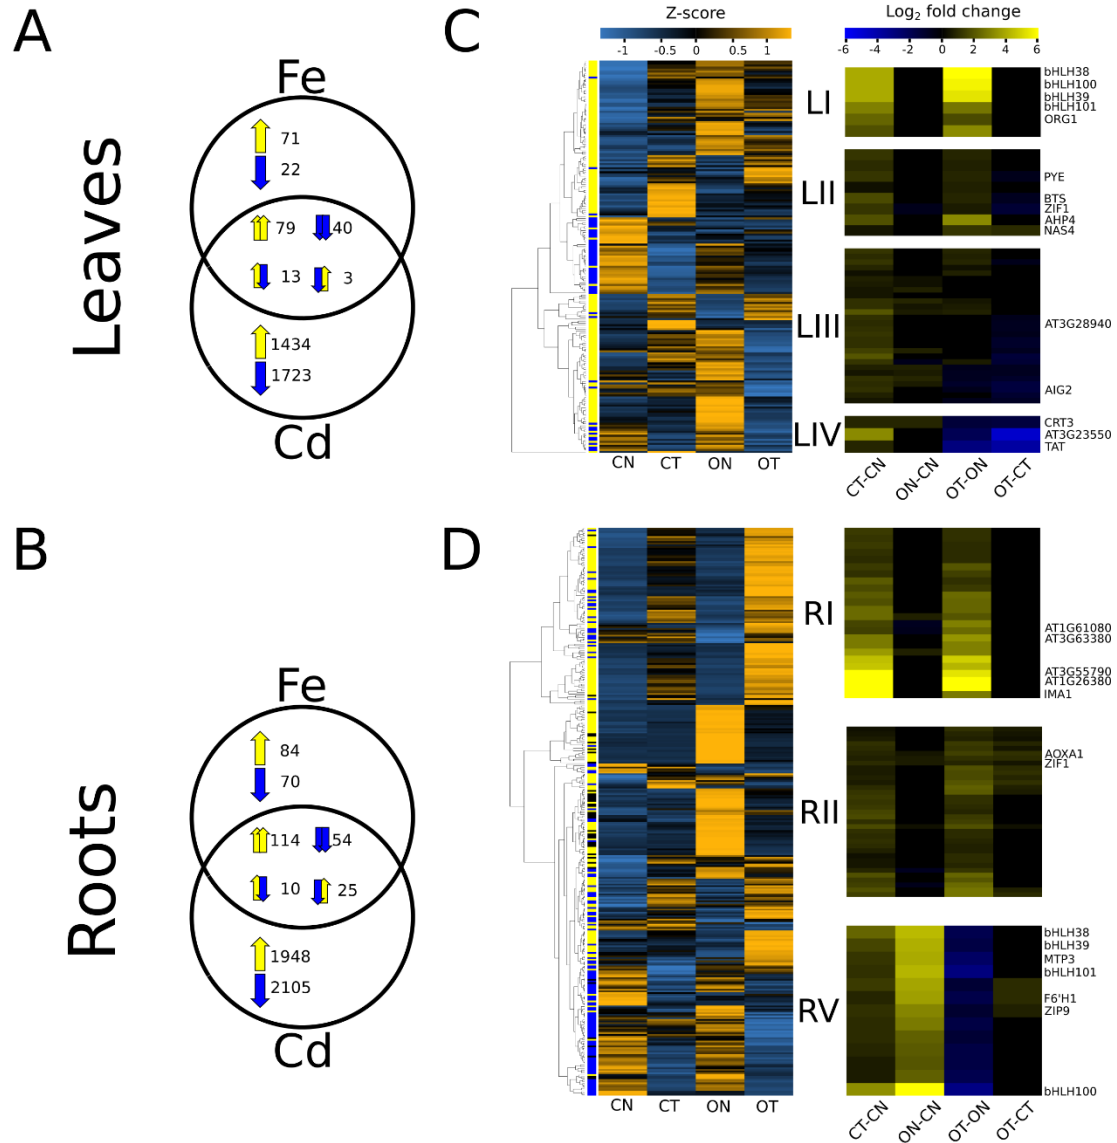 A
Leaves
Fe
71
22
79
40
13
3
1434
1723
Cd
B
Roots
Fe
84
70
114
54
10
25
1948
2105
Cd
C
Z-score
-1
-0.5
0
0.5
1
CN
CT
ON
OT
Log2 fold change
-6
-4
-2
0
2
4
6
LI
bHLH38
bHLH100
bHLH39
bHLH101
ORG1
LII
PYE
BTS
ZIF1
AHP4
NAS4
LIII
AT3G28940
AIG2
LIV
CRT3
AT3G23550
TAT
CT-CN
ON-CN
OT-ON
OT-CT
D
CN
CT
ON
OT
RI
AT1G61080
AT3G63380
AT3G55790
AT1G26380
IMA1
RII
AOXA1
ZIF1
RV
bHLH38
bHLH39
MTP3
bHLH101
F6'H1
ZIP9
bHLH100
CT-CN
ON-CN
OT-ON
OT-CT